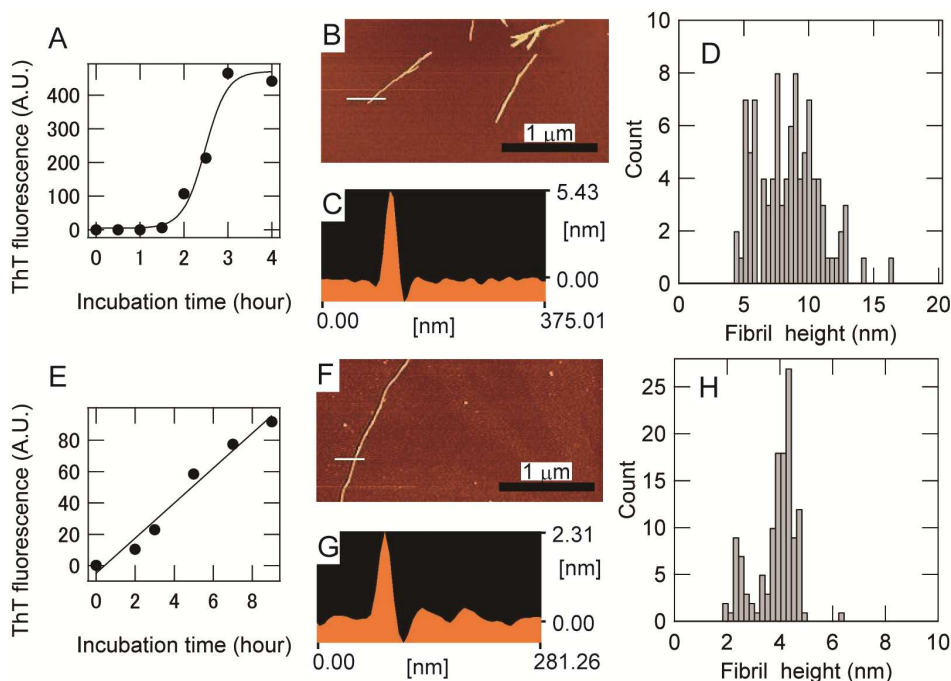 A
ThT fluorescence (A.U.)
400
300
200
100
0
0 1 2 3 4
Incubation time (hour)
B
1 μm
C
5.43
[nm]
0.00
0.00 [nm] 375.01
D
Count
10
8
6
4
2
0
0 5 10 15 20
Fibril height (nm)
E
ThT fluorescence (A.U.)
80
60
40
20
0
0 2 4 6 8
Incubation time (hour)
F
1 μm
G
2.31
[nm]
0.00
0.00 [nm] 281.26
H
Count
25
20
15
10
5
0
0 2 4 6 8 10
Fibril height (nm)